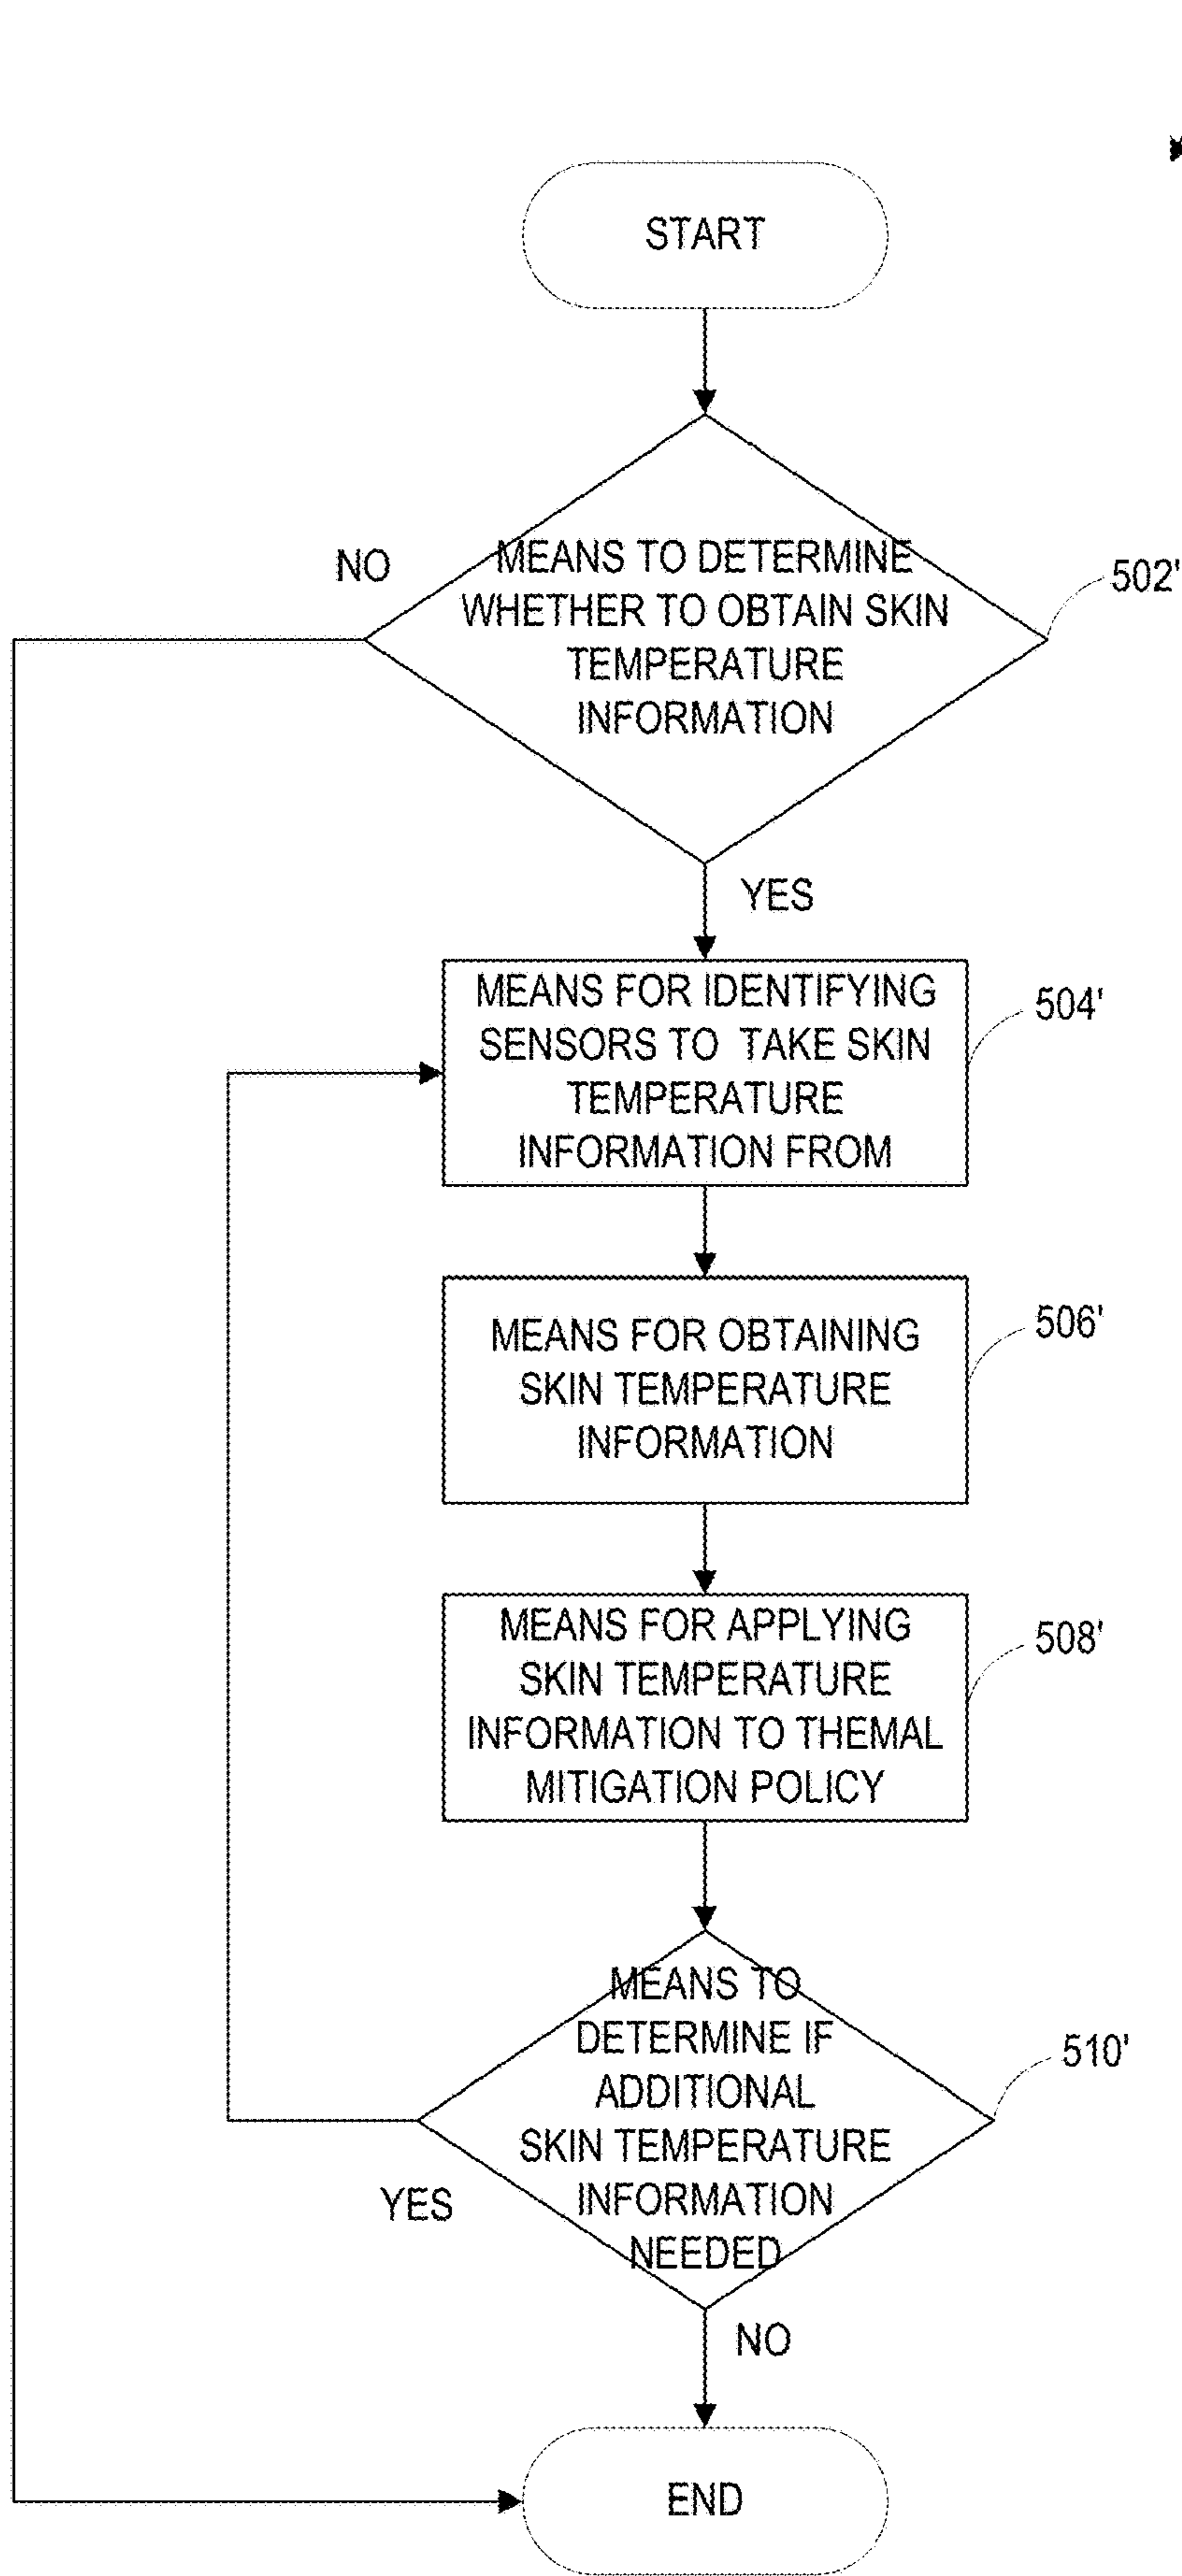 START
MEANS TO DETERMINE
WHETHER TO OBTAIN SKIN
TEMPERATURE
INFORMATION
NO
502'
YES
MEANS FOR IDENTIFYING
SENSORS TO TAKE SKIN
TEMPERATURE
INFORMATION FROM
504'
MEANS FOR OBTAINING
SKIN TEMPERATURE
INFORMATION
506'
MEANS FOR APPLYING
SKIN TEMPERATURE
INFORMATION TO THEMAL
MITIGATION POLICY
508'
MEANS TO
DETERMINE IF
ADDITIONAL
SKIN TEMPERATURE
INFORMATION
NEEDED
510'
YES
NO
END